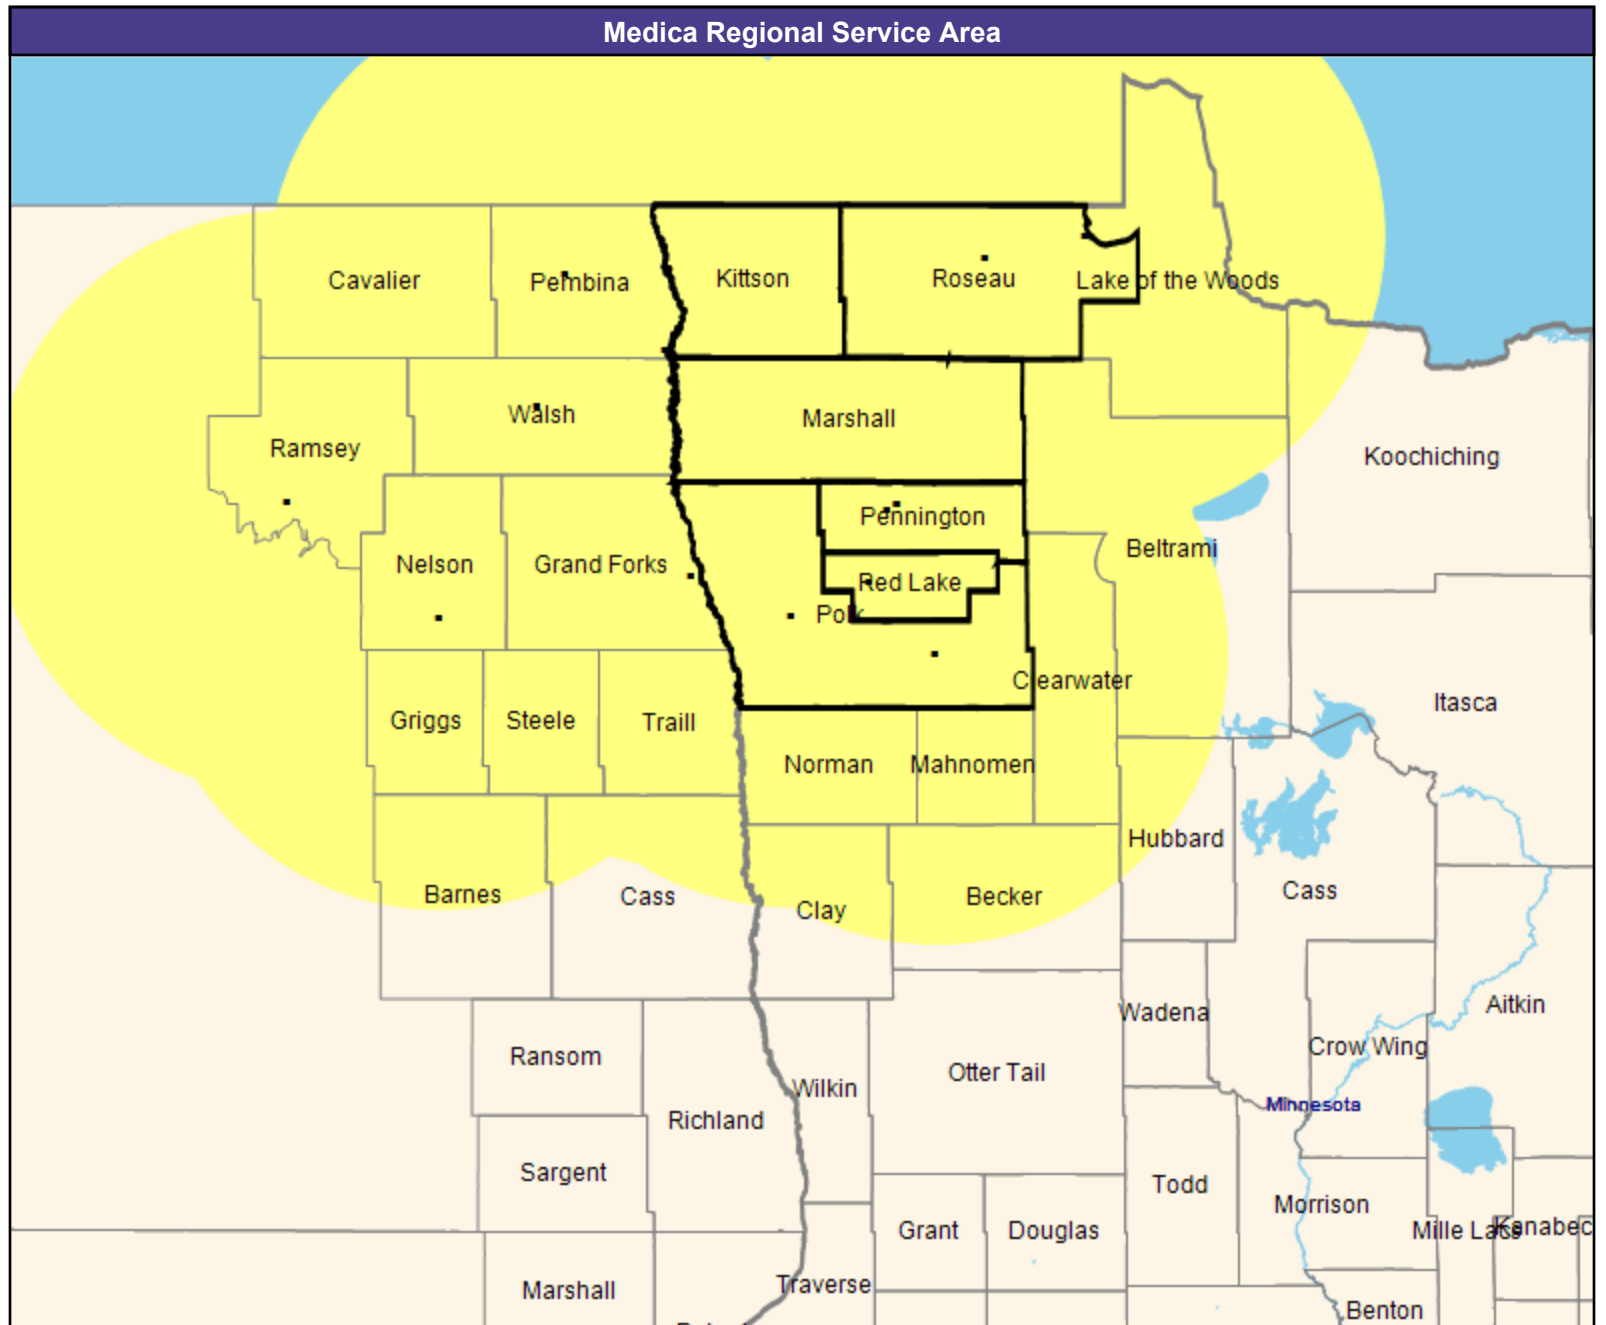 Medica Regional Service Area
Cavalier
Pembina
Kittson
Roseau
Lake of the Woods
Walsh
Marshall
Ramsey
Koochiching
Pennington
Beltrami
Nelson
Grand Forks
Red Lake
Polk
Clearwater
Itasca
Griggs
Steele
Traill
Norman
Mahnomen
Hubbard
Barnes
Cass
Clay
Becker
Cass
Aitkin
Wadena
Crow Wing
Ransom
Otter Tail
Wilkin
Minnesota
Richland
Sargent
Todd
Morrison
Grant
Douglas
Mille Lacs
Kanabec
Marshall
Traverse
Benton